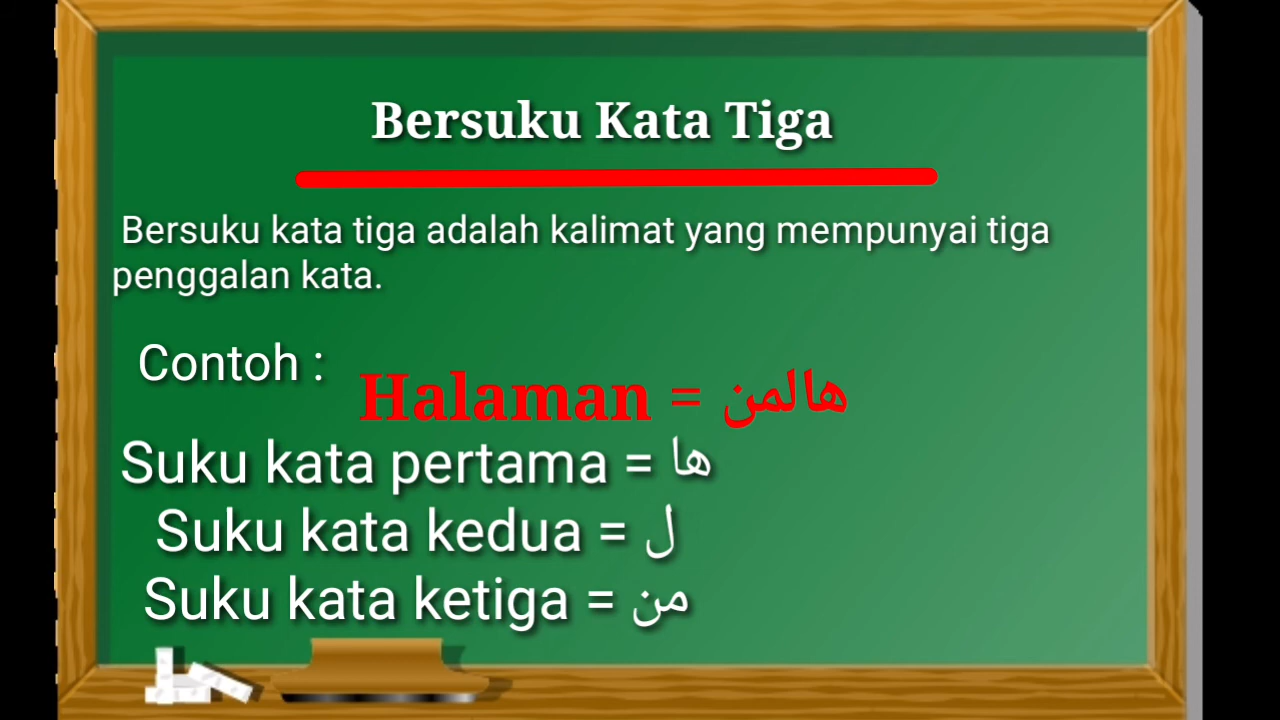 Bersuku Kata Tiga
Bersuku kata tiga adalah kalimat yang mempunyai tiga
penggalan kata.
Contoh :
Halaman = هالمن
Suku kata pertama = ها
Suku kata kedua = ل
Suku kata ketiga = من